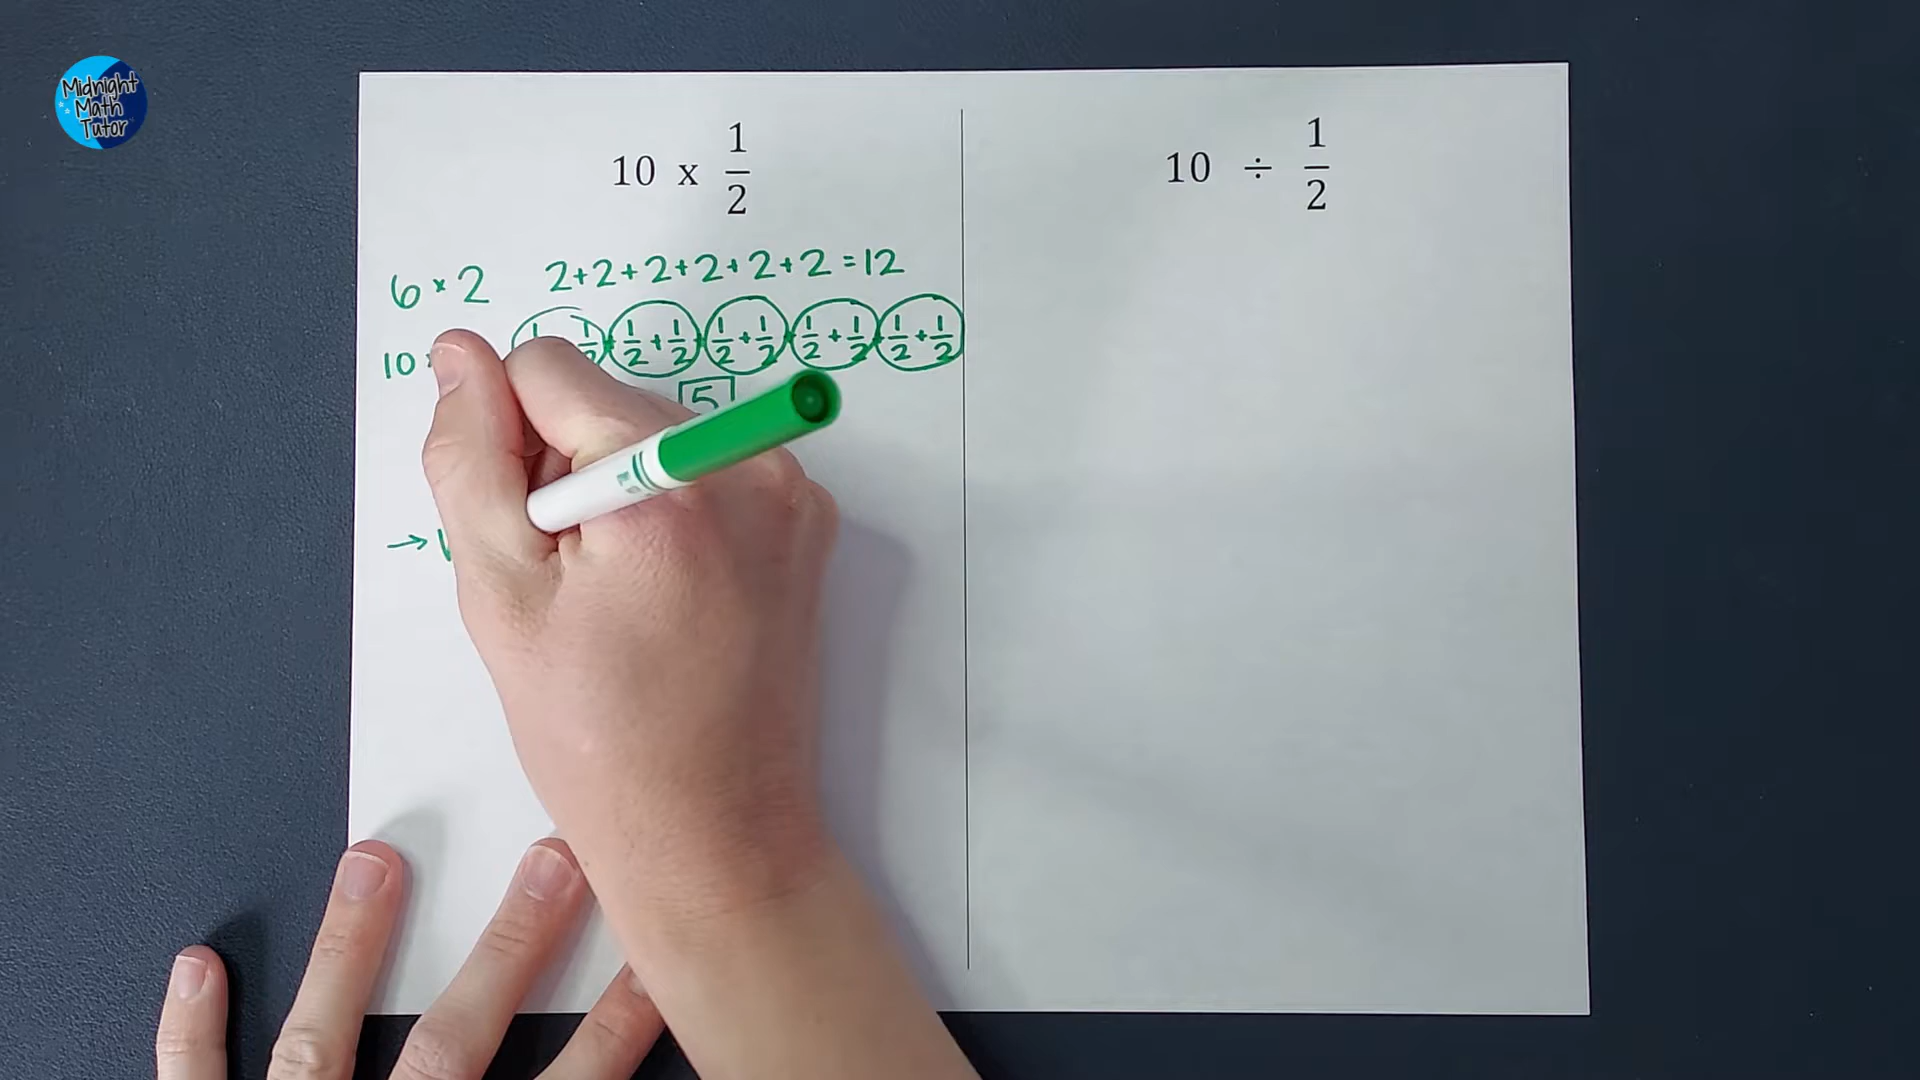 Midnight
Math
Tutor
10 x 1/2
10 ÷ 1/2
6 × 2 2+2+2+2+2+2=12
10 1/2+1/2+1/2+1/2+1/2+1/2+1/2+1/2
5
→